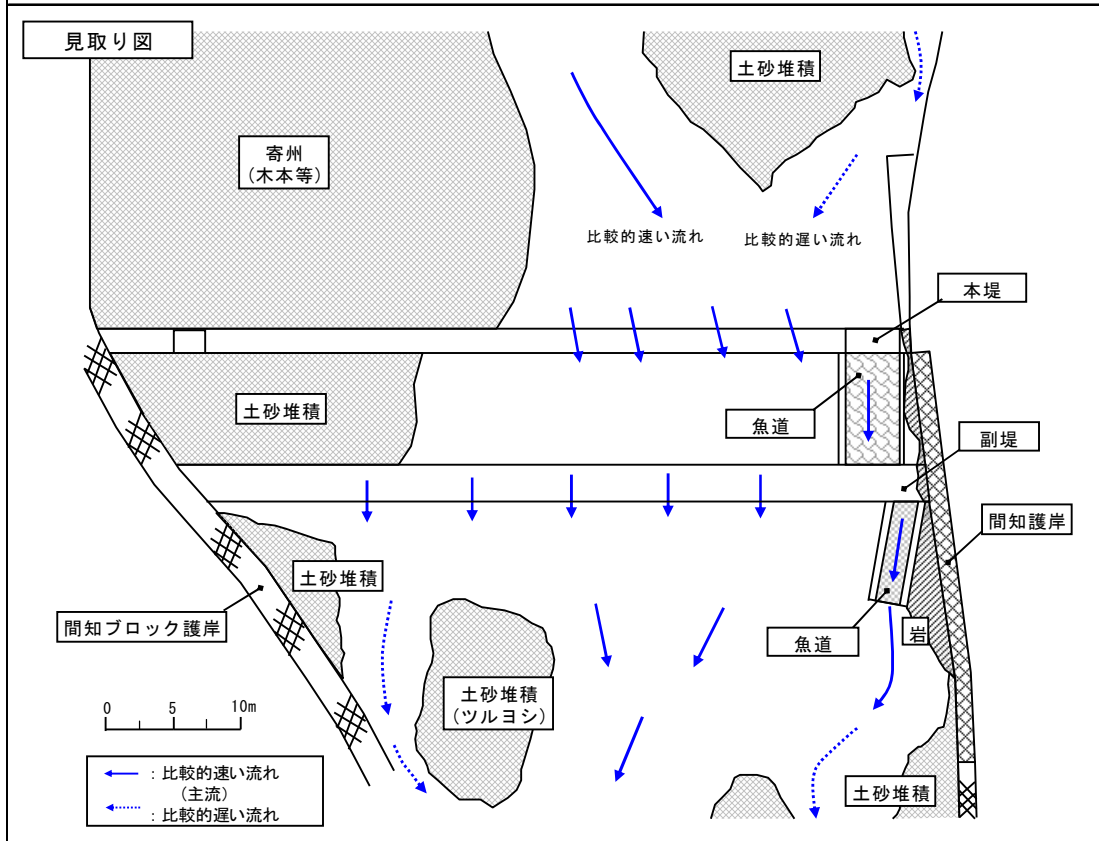 見取り図
土砂堆積
寄州
(木本等)
比較的速い流れ
比較的遅い流れ
本堤
土砂堆積
魚道
副堤
間知護岸
土砂堆積
間知ブロック護岸
魚道
岩
土砂堆積
(ツルヨシ)
0 5 10m
土砂堆積
：比較的速い流れ
(主流)
：比較的遅い流れ